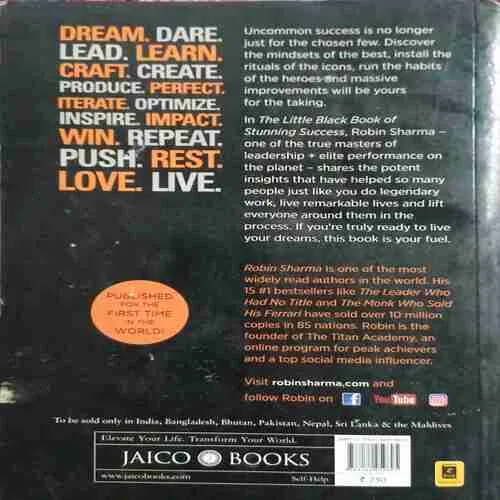 DREAM. DARE.
LEAD. LEARN.
CRAFT. CREATE.
PRODUCE. PERFECT.
ITERATE. OPTIMIZE.
INSPIRE. IMPACT.
WIN. REPEAT.
PUSH. REST.
LOVE. LIVE.
PUBLISHED
FOR THE
FIRST TIME
IN THE
WORLD!
Uncommon success is no longer
just for the chosen few. Discover
the mindsets of the best, install the
rituals of the icons, run the habits
of the heroes and massive
improvements will be yours
for the taking.
In The Little Black Book of
Stunning Success, Robin Sharma –
one of the true masters of
leadership + elite performance on
the planet – shares the potent
insights that have helped so many
people just like you do legendary
work, live remarkable lives and lift
everyone around them in the
process. If you're truly ready to live
your dreams, this book is your fuel.
Robin Sharma is one of the most
widely read authors in the world. His
15 #1 bestsellers like The Leader Who
Had No Title and The Monk Who Sold
His Ferrari have sold over 10 million
copies in 85 nations. Robin is the
founder of The Titan Academy, an
online program for peak achievers
and a top social media influencer.
Visit robinsharma.com and
follow Robin on f YouTube
To be sold only in India, Bangladesh, Bhutan, Pakistan, Nepal, Sri Lanka & the Maldives
Elevate Your Life. Transform Your World.
JAICO BOOKS
www.jaicobooks.com
Self-Help
₹ 250